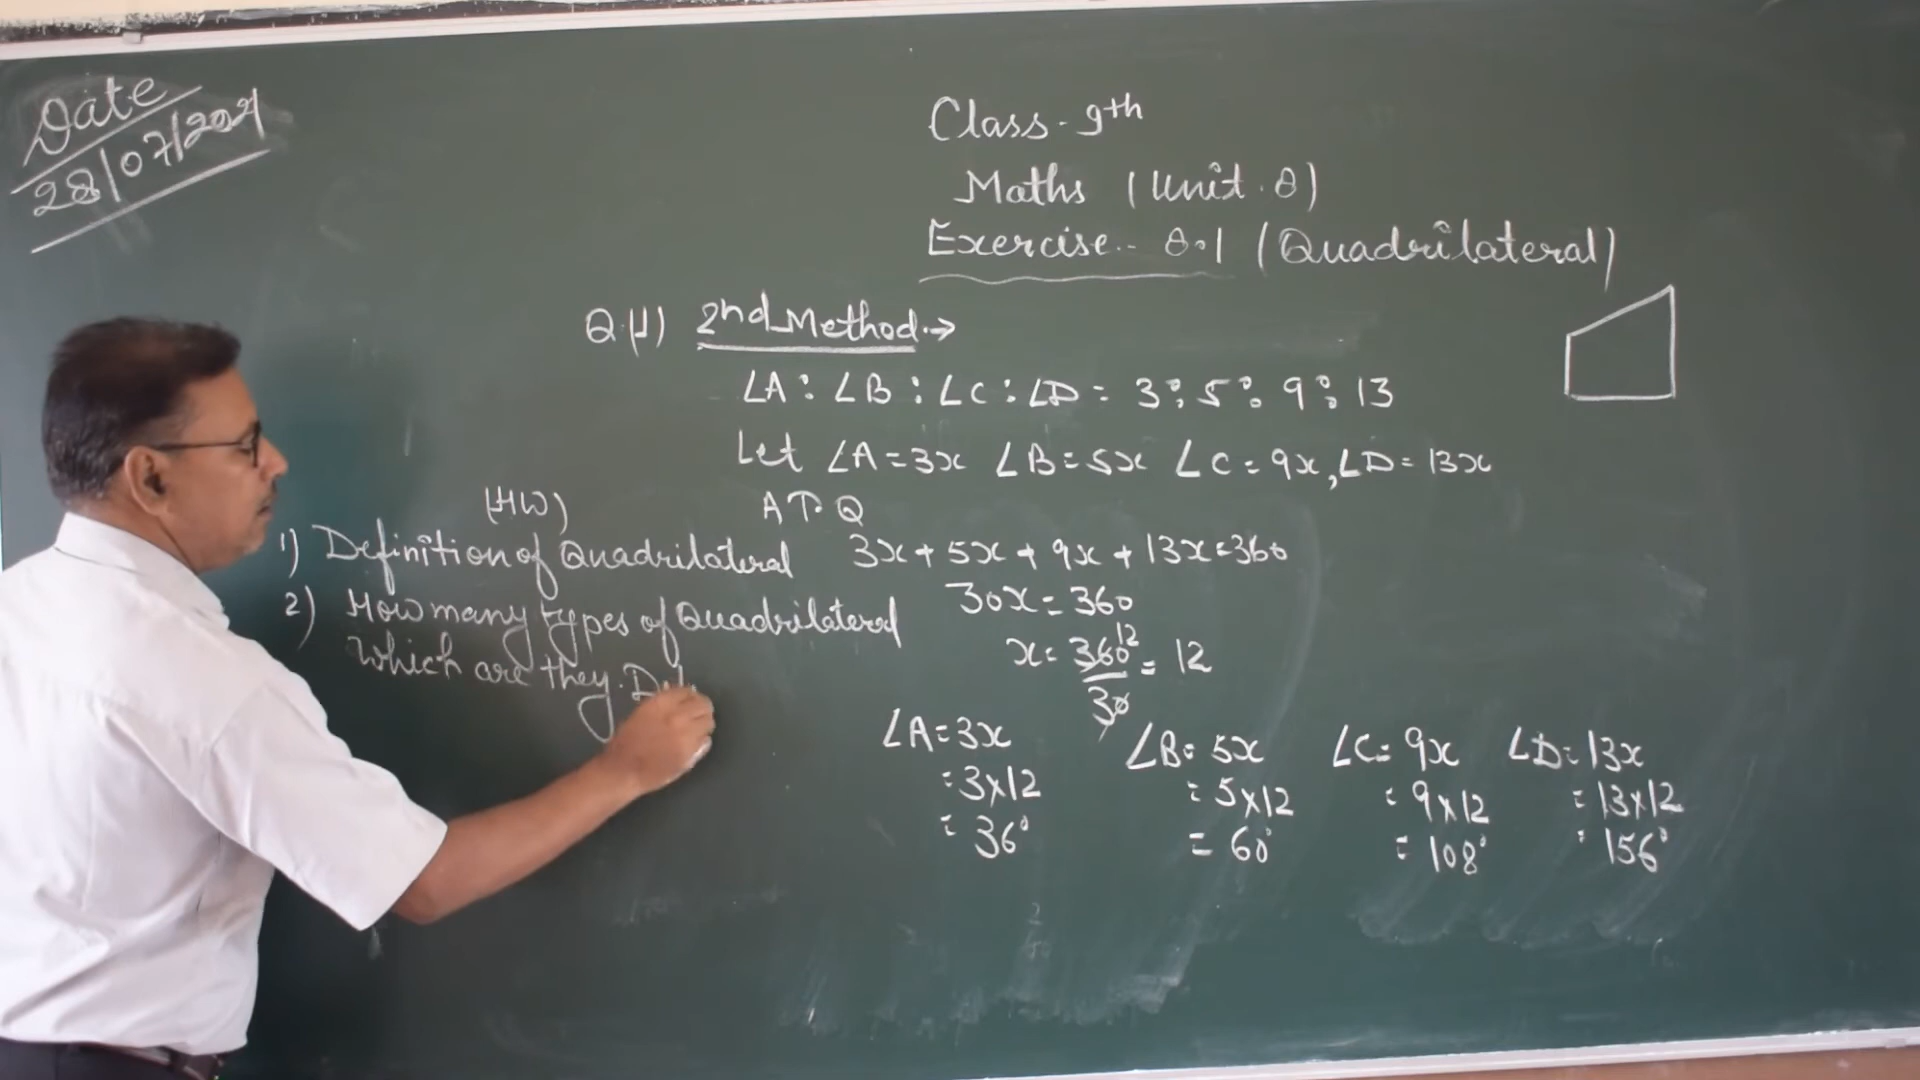 Date
28/07/2021
Class-9th
Maths (Unit.8)
Exercise-- 8.1 (Quadrilateral)
Q.(1) 2nd Method.→
∠A : ∠B : ∠C : ∠D = 3:5:9:13
Let ∠A=3x ∠B=5x ∠C=9x, ∠D=13x
ATQ
3x+5x+9x+13x=360
30x=360
x=360/30 12 = 12
∠A=3x ∠B=5x ∠C=9x ∠D=13x
=3x12 =5x12 =9x12 =13x12
=36° =60° =108° =156°
(HW)
1) Definition of Quadrilateral
2) How many types of Quadrilateral
Which are they.